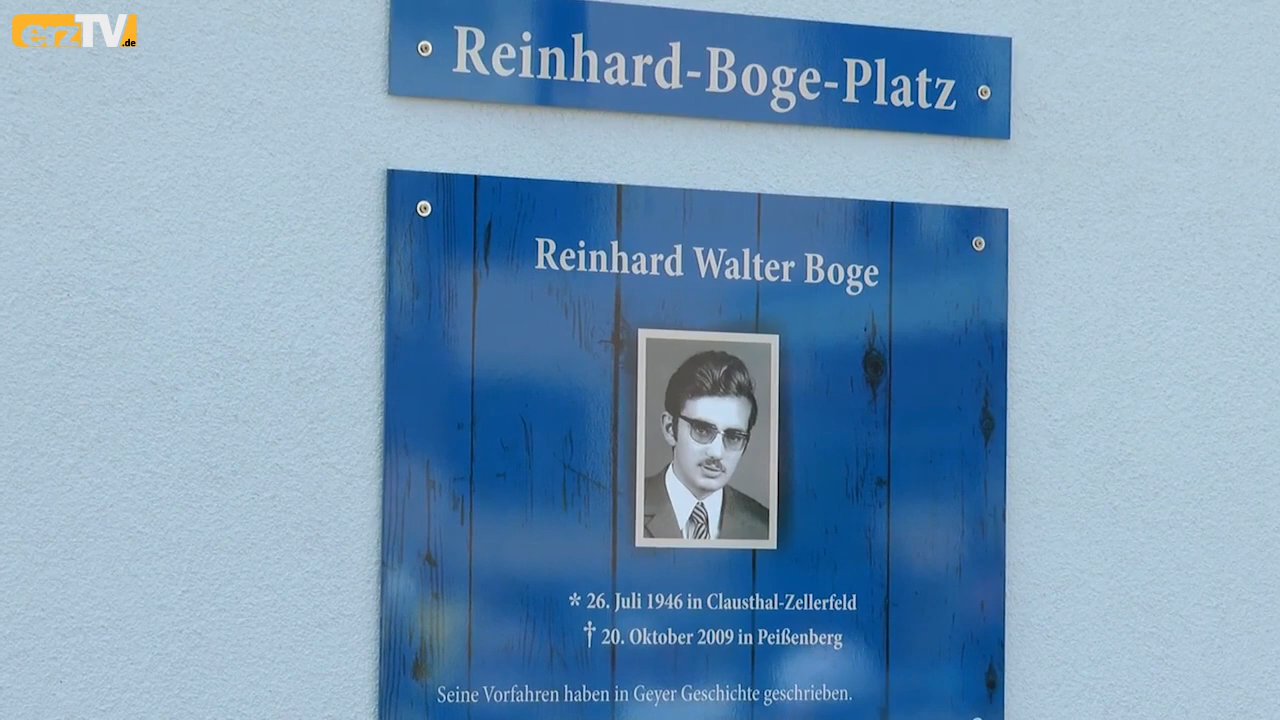 erzTV.de
Reinhard-Boge-Platz
Reinhard Walter Boge
* 26. Juli 1946 in Clausthal-Zellerfeld
† 20. Oktober 2009 in Peißenberg
Seine Vorfahren haben in Geyer Geschichte geschrieben.